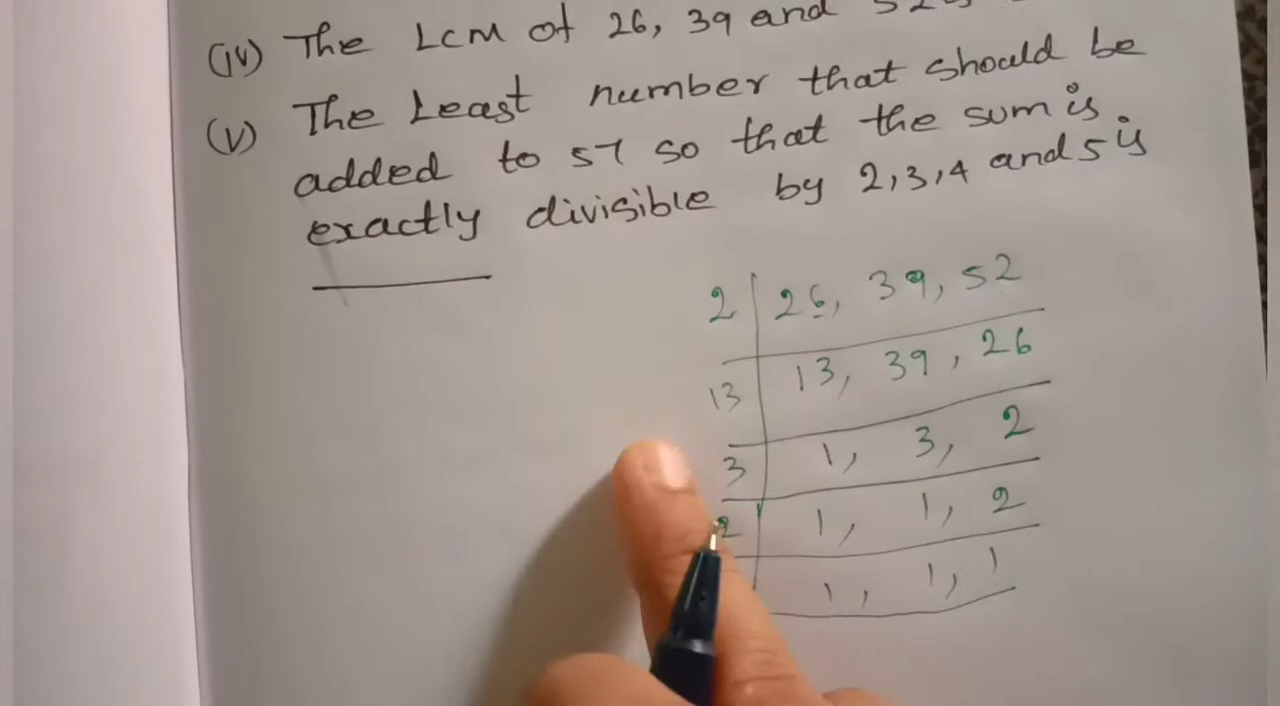 (iv) The LCM of 26, 39 and
(v) The Least number that should be
added to 57 so that the sum is
exactly divisible by 2,3,4 and 5 is
2 26, 39, 52
13 13, 39, 26
3 1, 3, 2
2 1, 1, 2
1, 1, 1